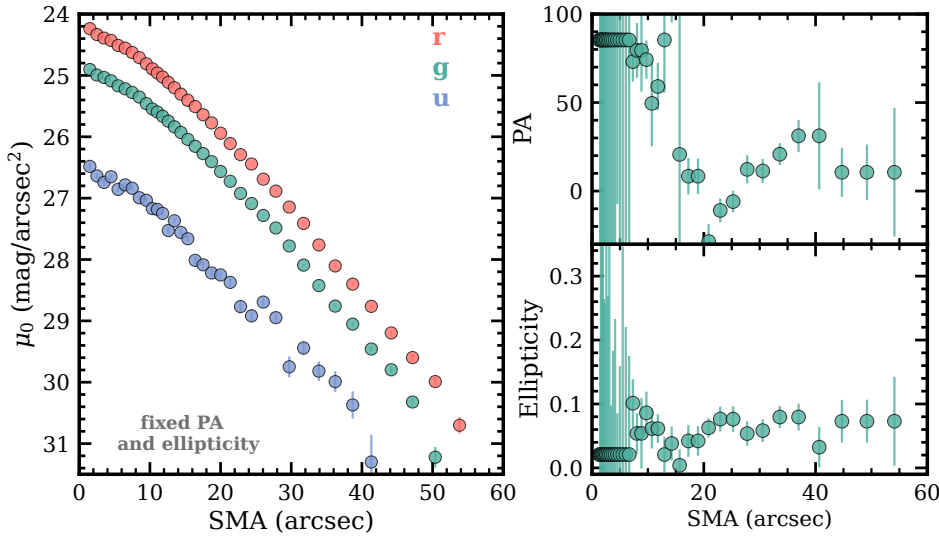 24
25
26
27
28
29
30
31
μ₀ (mag/arcsec²)
r
g
u
fixed PA
and ellipticity
0 10 20 30 40 50 60
SMA (arcsec)
100
50
0
PA
0.3
0.2
0.1
0.0
Ellipticity
0 20 40 60
SMA (arcsec)